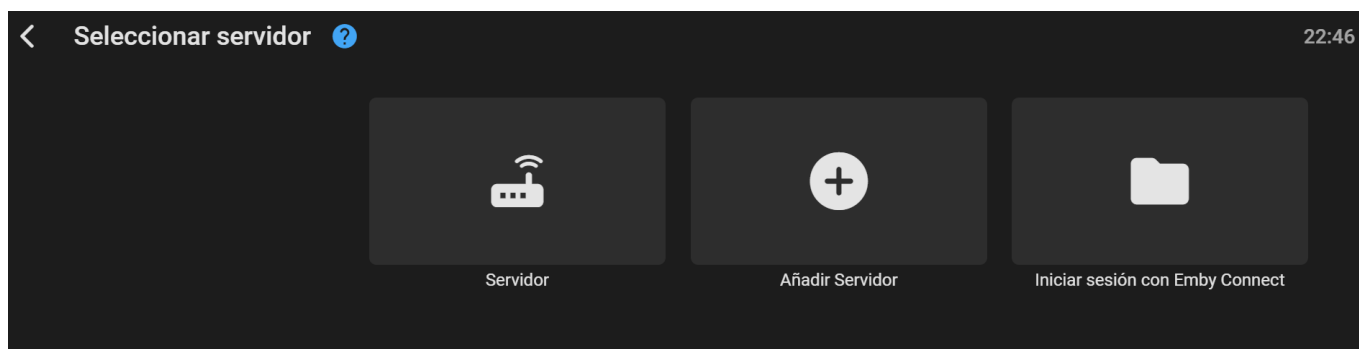 Seleccionar servidor
22:46
Servidor
Añadir Servidor
Iniciar sesión con Emby Connect